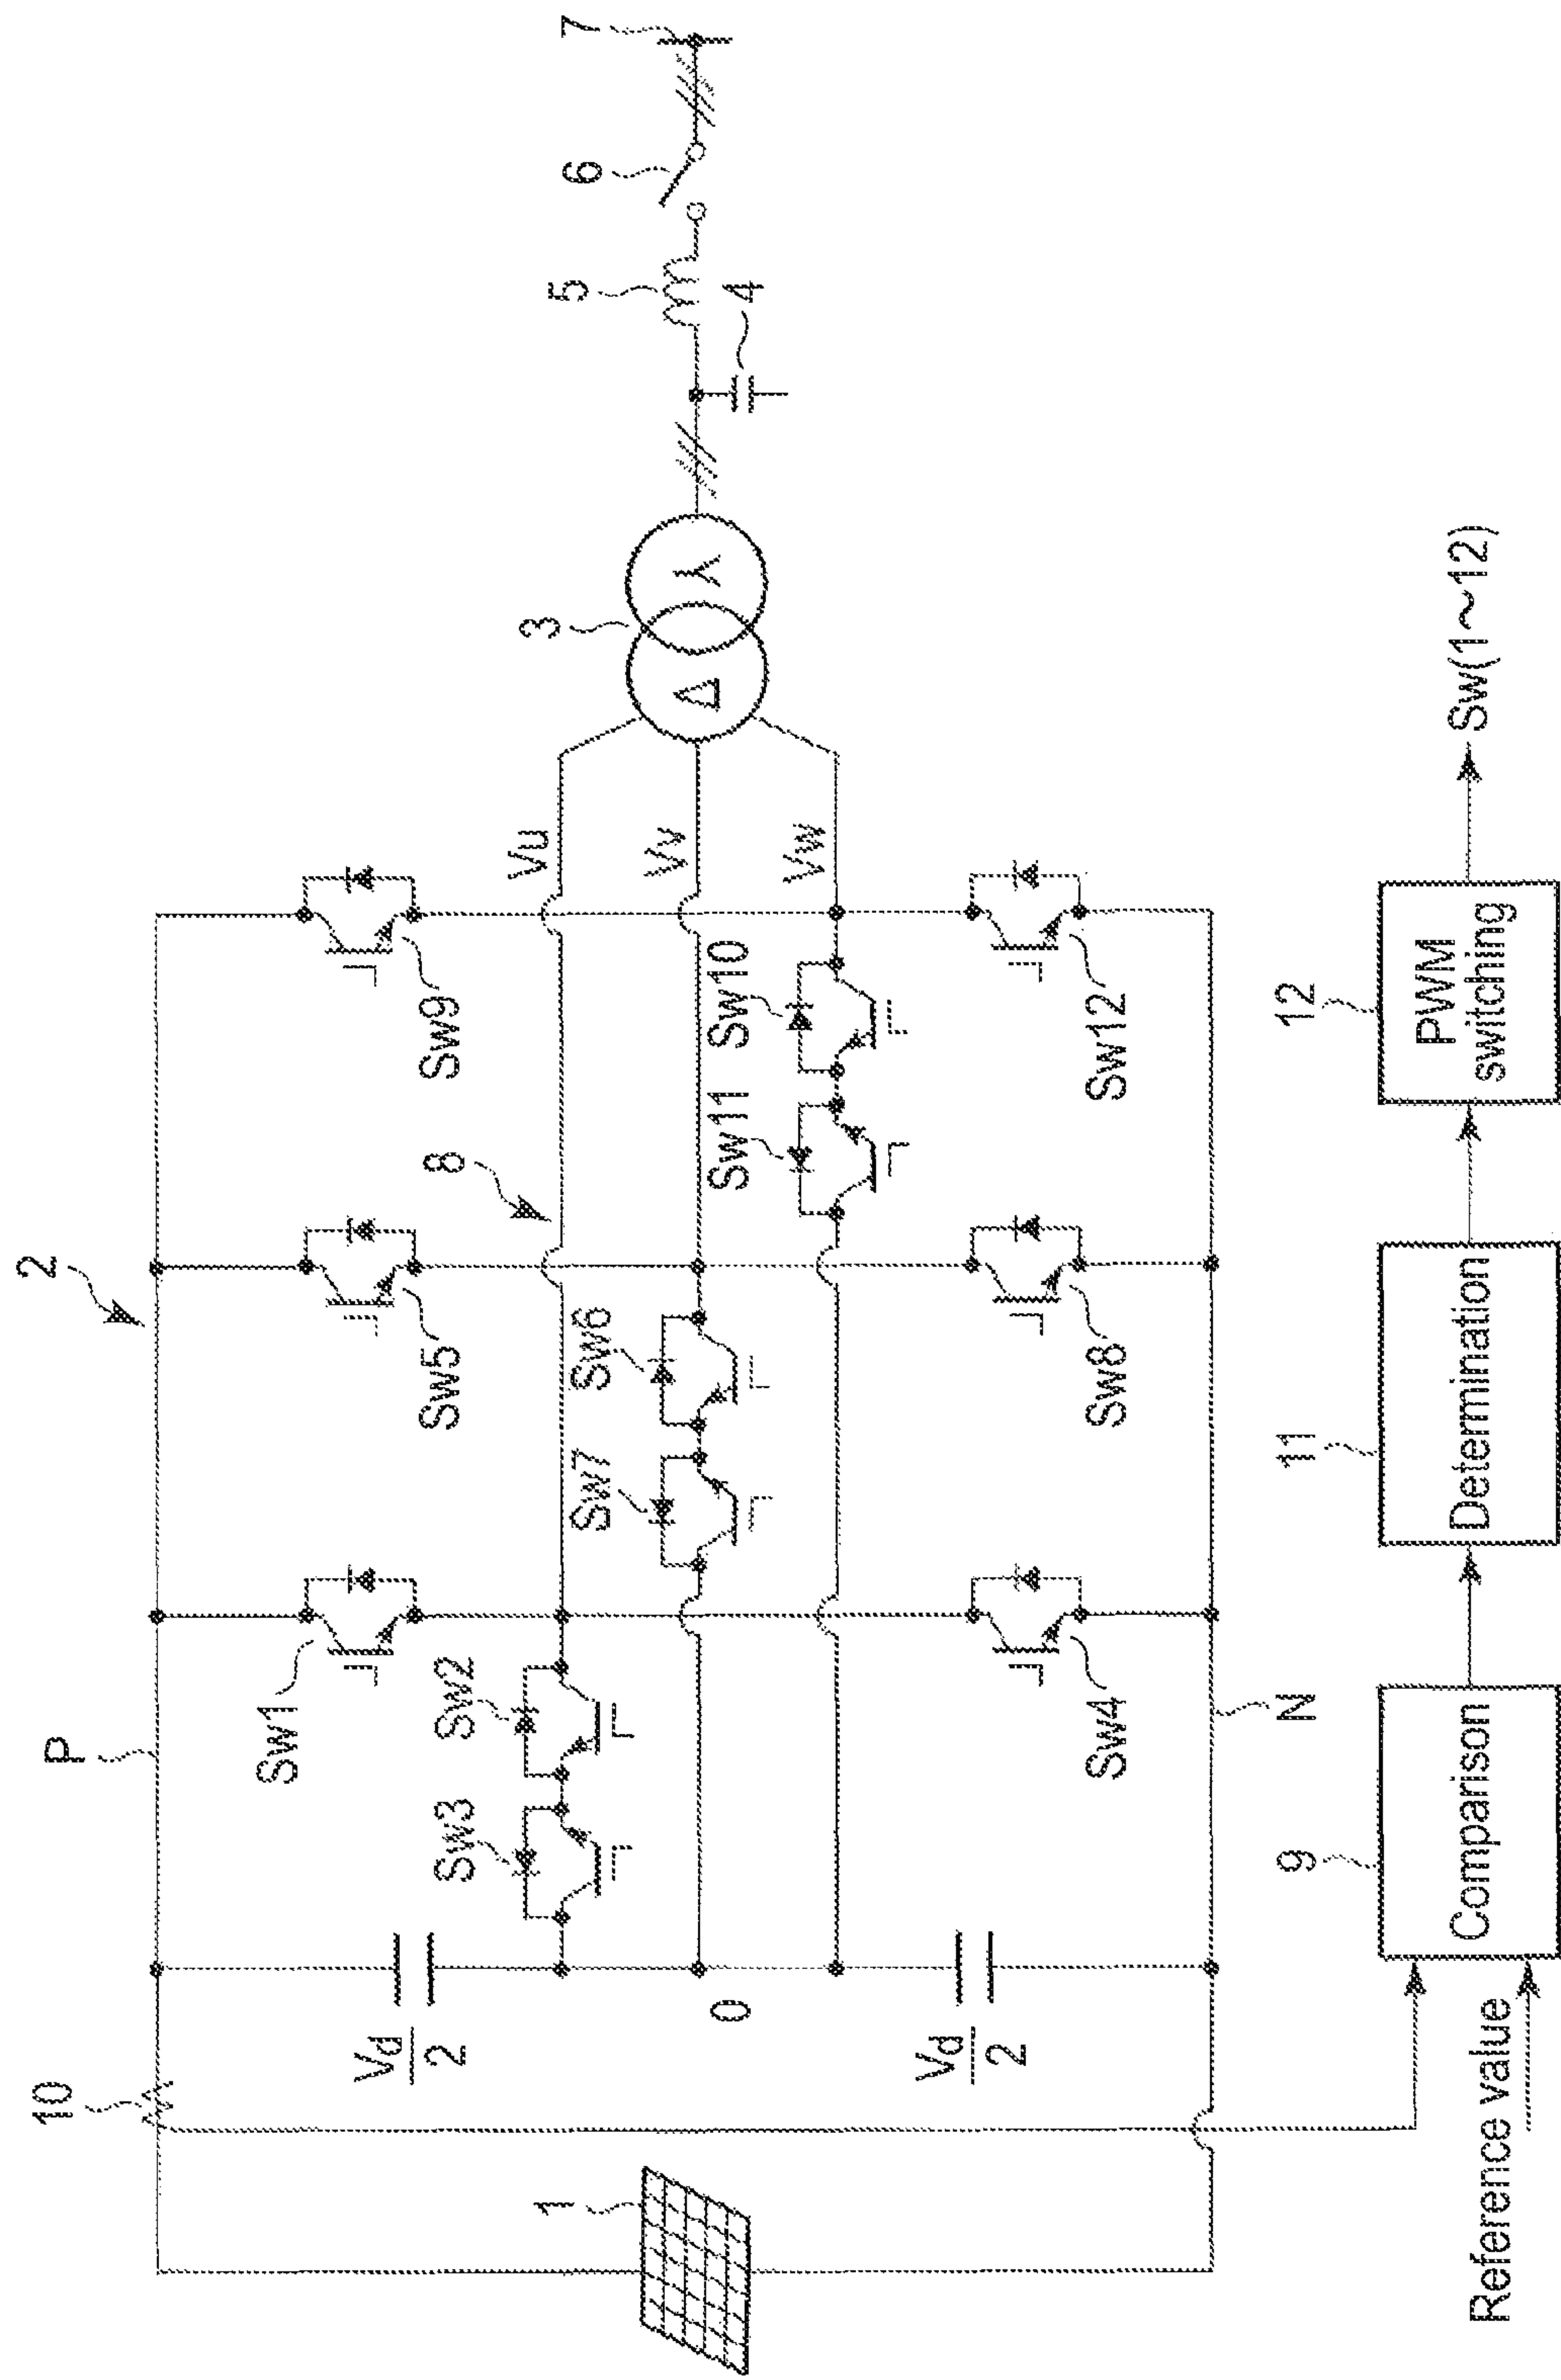 2
7
6
5
4
3
10
P
Sw1
Sw5
Sw9
8
Vu
Vv
Vw
Sw3
Sw2
Sw7
Sw6
Sw11
Sw10
Vd
2
0
Vd
2
1
Sw4
Sw8
Sw12
N
9
11
12
Reference value
Comparison
Determination
PWM
switching
Sw(1~12)
Δ
Y